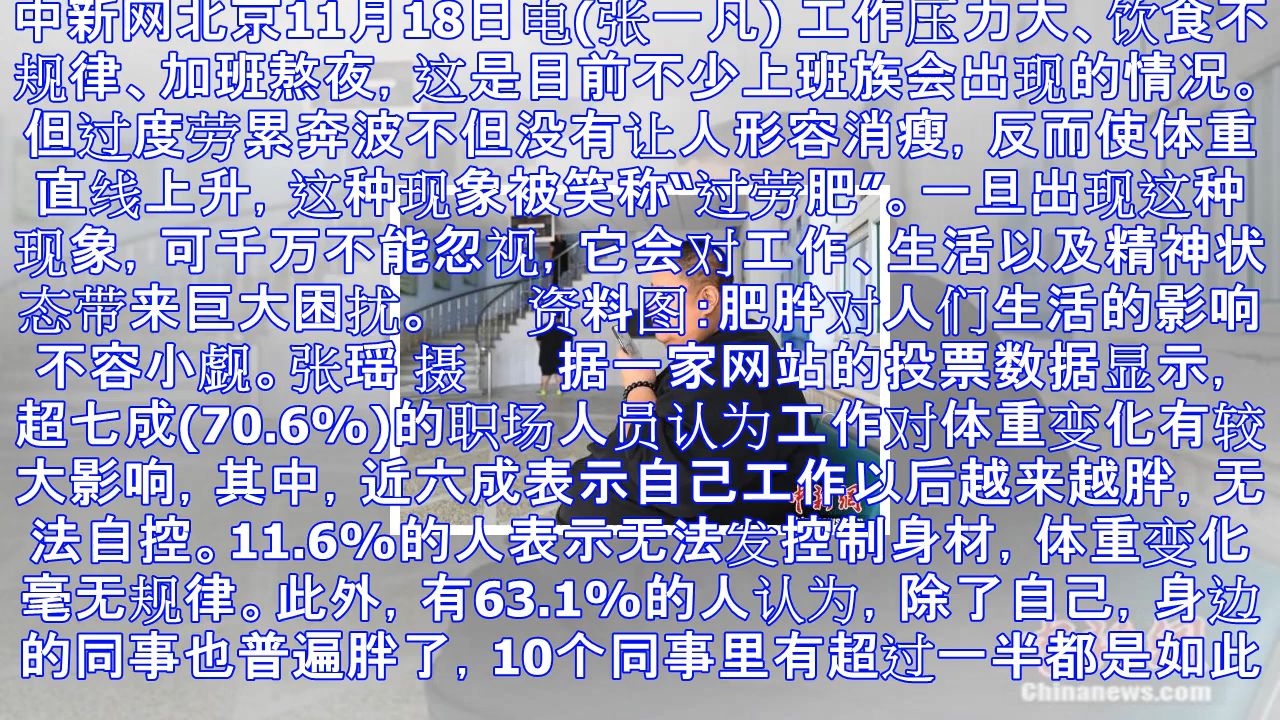 中新网北京11月18日电(张一凡) 工作压力大、饮食不
规律、加班熬夜, 这是目前不少上班族会出现的情况。
但过度劳累奔波不但没有让人形容消瘦, 反而使体重
直线上升, 这种现象被笑称“过劳肥”。一旦出现这种
现象, 可千万不能忽视, 它会对工作、生活以及精神状
态带来巨大困扰。 资料图:肥胖对人们生活的影响
不容小觑。张瑶 摄 据一家网站的投票数据显示,
超七成(70.6%)的职场人员认为工作对体重变化有较
大影响, 其中, 近六成表示自己工作以后越来越胖, 无
法自控。11.6%的人表示无法发控制身材, 体重变化
毫无规律。此外, 有63.1%的人认为, 除了自己, 身边
的同事也普遍胖了, 10个同事里有超过一半都是如此
中新网
Chinanews.com